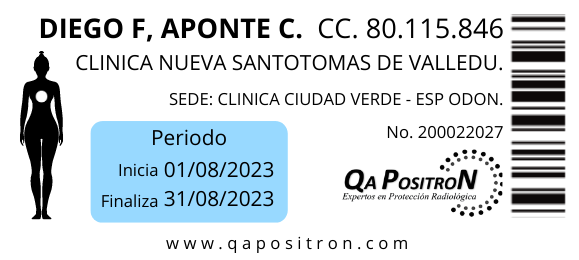 DIEGO F, APONTE C. CC. 80.115.846
CLINICA NUEVA SANTOTOMAS DE VALLEDU.
SEDE: CLINICA CIUDAD VERDE - ESP ODON.
No. 200022027
Periodo
Inicia 01/08/2023
Finaliza 31/08/2023
QA POSITRON
Expertos en Protección Radiológica
www.qapositron.com